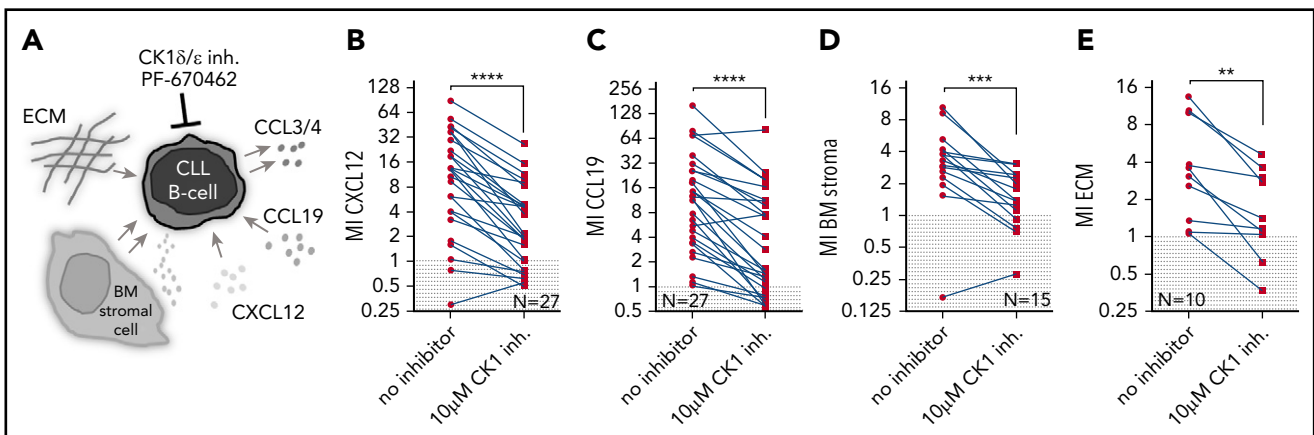 A
CK1δ/ε inh.
PF-670462
ECM
CLL
B-cell
CCL3/4
CCL19
BM
stromal
cell
CXCL12
B
MI CXCL12
128
64
32
16
8
4
2
1
0.5
0.25
****
N=27
no inhibitor
10μM CK1 inh.
C
MI CCL19
256
128
64
32
16
8
4
2
1
0.5
****
N=27
no inhibitor
10μM CK1 inh.
D
MI BM stroma
16
8
4
2
1
0.5
0.25
0.125
***
N=15
no inhibitor
10μM CK1 inh.
E
MI ECM
16
8
4
2
1
0.5
0.25
**
N=10
no inhibitor
10μM CK1 inh.